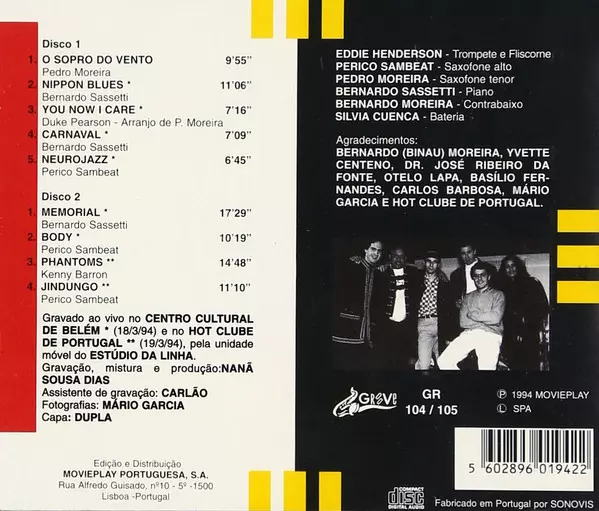 Disco 1
1. O SOPRO DO VENTO 9'55"
Pedro Moreira
2. NIPPON BLUES * 11'06"
Bernardo Sassetti
3. YOU NOW I CARE * 7'16"
Duke Pearson - Arranjo de P. Moreira
4. CARNAVAL * 7'09"
Bernardo Sassetti
5. NEUROJAZZ * 6'45"
Perico Sambeat
Disco 2
1. MEMORIAL * 17'29"
Bernardo Sassetti
2. BODY * 10'19"
Perico Sambeat
3. PHANTOMS ** 14'48"
Kenny Barron
4. JINDUNGO ** 11'10"
Perico Sambeat
Gravado ao vivo no CENTRO CULTURAL
DE BELÉM * (18/3/94) e no HOT CLUBE
DE PORTUGAL ** (19/3/94), pela unidade
móvel do ESTÚDIO DA LINHA.
Gravação, mistura e produção:NANÃ
SOUSA DIAS
Assistente de gravação: CARLÃO
Fotografias: MÁRIO GARCIA
Capa: DUPLA
Edição e Distribuição
MOVIEPLAY PORTUGUESA, S.A.
Rua Alfredo Guisado, nº10 - 5º -1500
Lisboa -Portugal
EDDIE HENDERSON - Trompete e Fliscorne
PERICO SAMBEAT - Saxofone alto
PEDRO MOREIRA - Saxofone tenor
BERNARDO SASSETTI - Piano
BERNARDO MOREIRA - Contrabaixo
SILVIA CUENCA - Bateria
Agradecimentos:
BERNARDO (BINAU) MOREIRA, YVETTE
CENTENO, DR. JOSÉ RIBEIRO DA
FONTE, OTELO LAPA, BASÍLIO FER-
NANDES, CARLOS BARBOSA, MÁRIO
GARCIA E HOT CLUBE DE PORTUGAL.
Groove
GR
104 / 105
Ⓟ 1994 MOVIEPLAY
Ⓛ SPA
5 602896 019422
COMPACT
disc
DIGITAL AUDIO
Fabricado em Portugal por SONOVIS